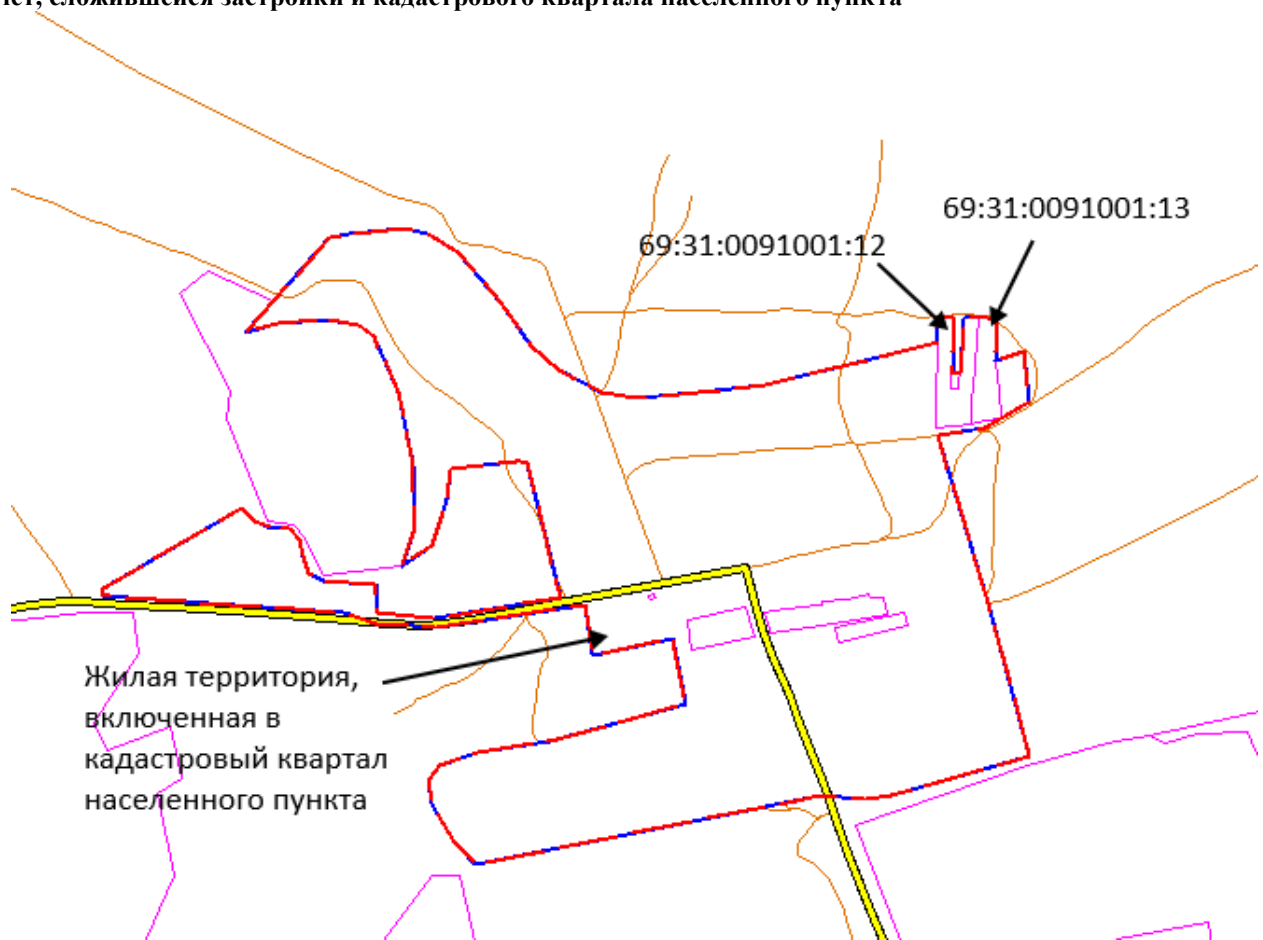 сложившейся застройки и кадастрового квартала населенного пункта
69:31:0091001:13
69:31:0091001:12
Жилая территория,
включенная в
кадастровый квартал
населенного пункта